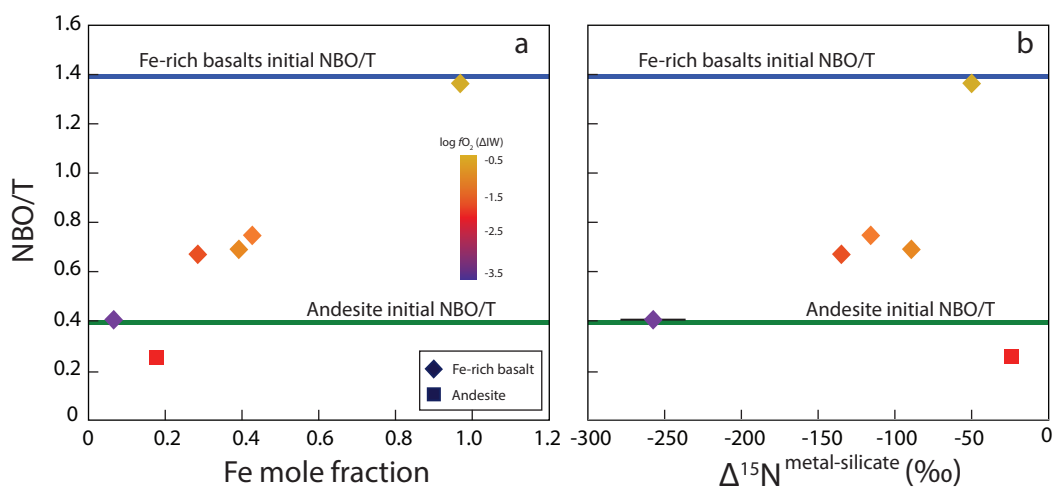 1.6
1.4
1.2
1.0
0.8
0.6
0.4
0.2
0
NBO/T
a
Fe-rich basalts initial NBO/T
log fO₂ (ΔIW)
-0.5
-1.5
-2.5
-3.5
Andesite initial NBO/T
Fe-rich basalt
Andesite
0 0.2 0.4 0.6 0.8 1.0 1.2
Fe mole fraction
b
Fe-rich basalts initial NBO/T
Andesite initial NBO/T
-300 -250 -200 -150 -100 -50 0
Δ¹⁵N metal-silicate (‰)